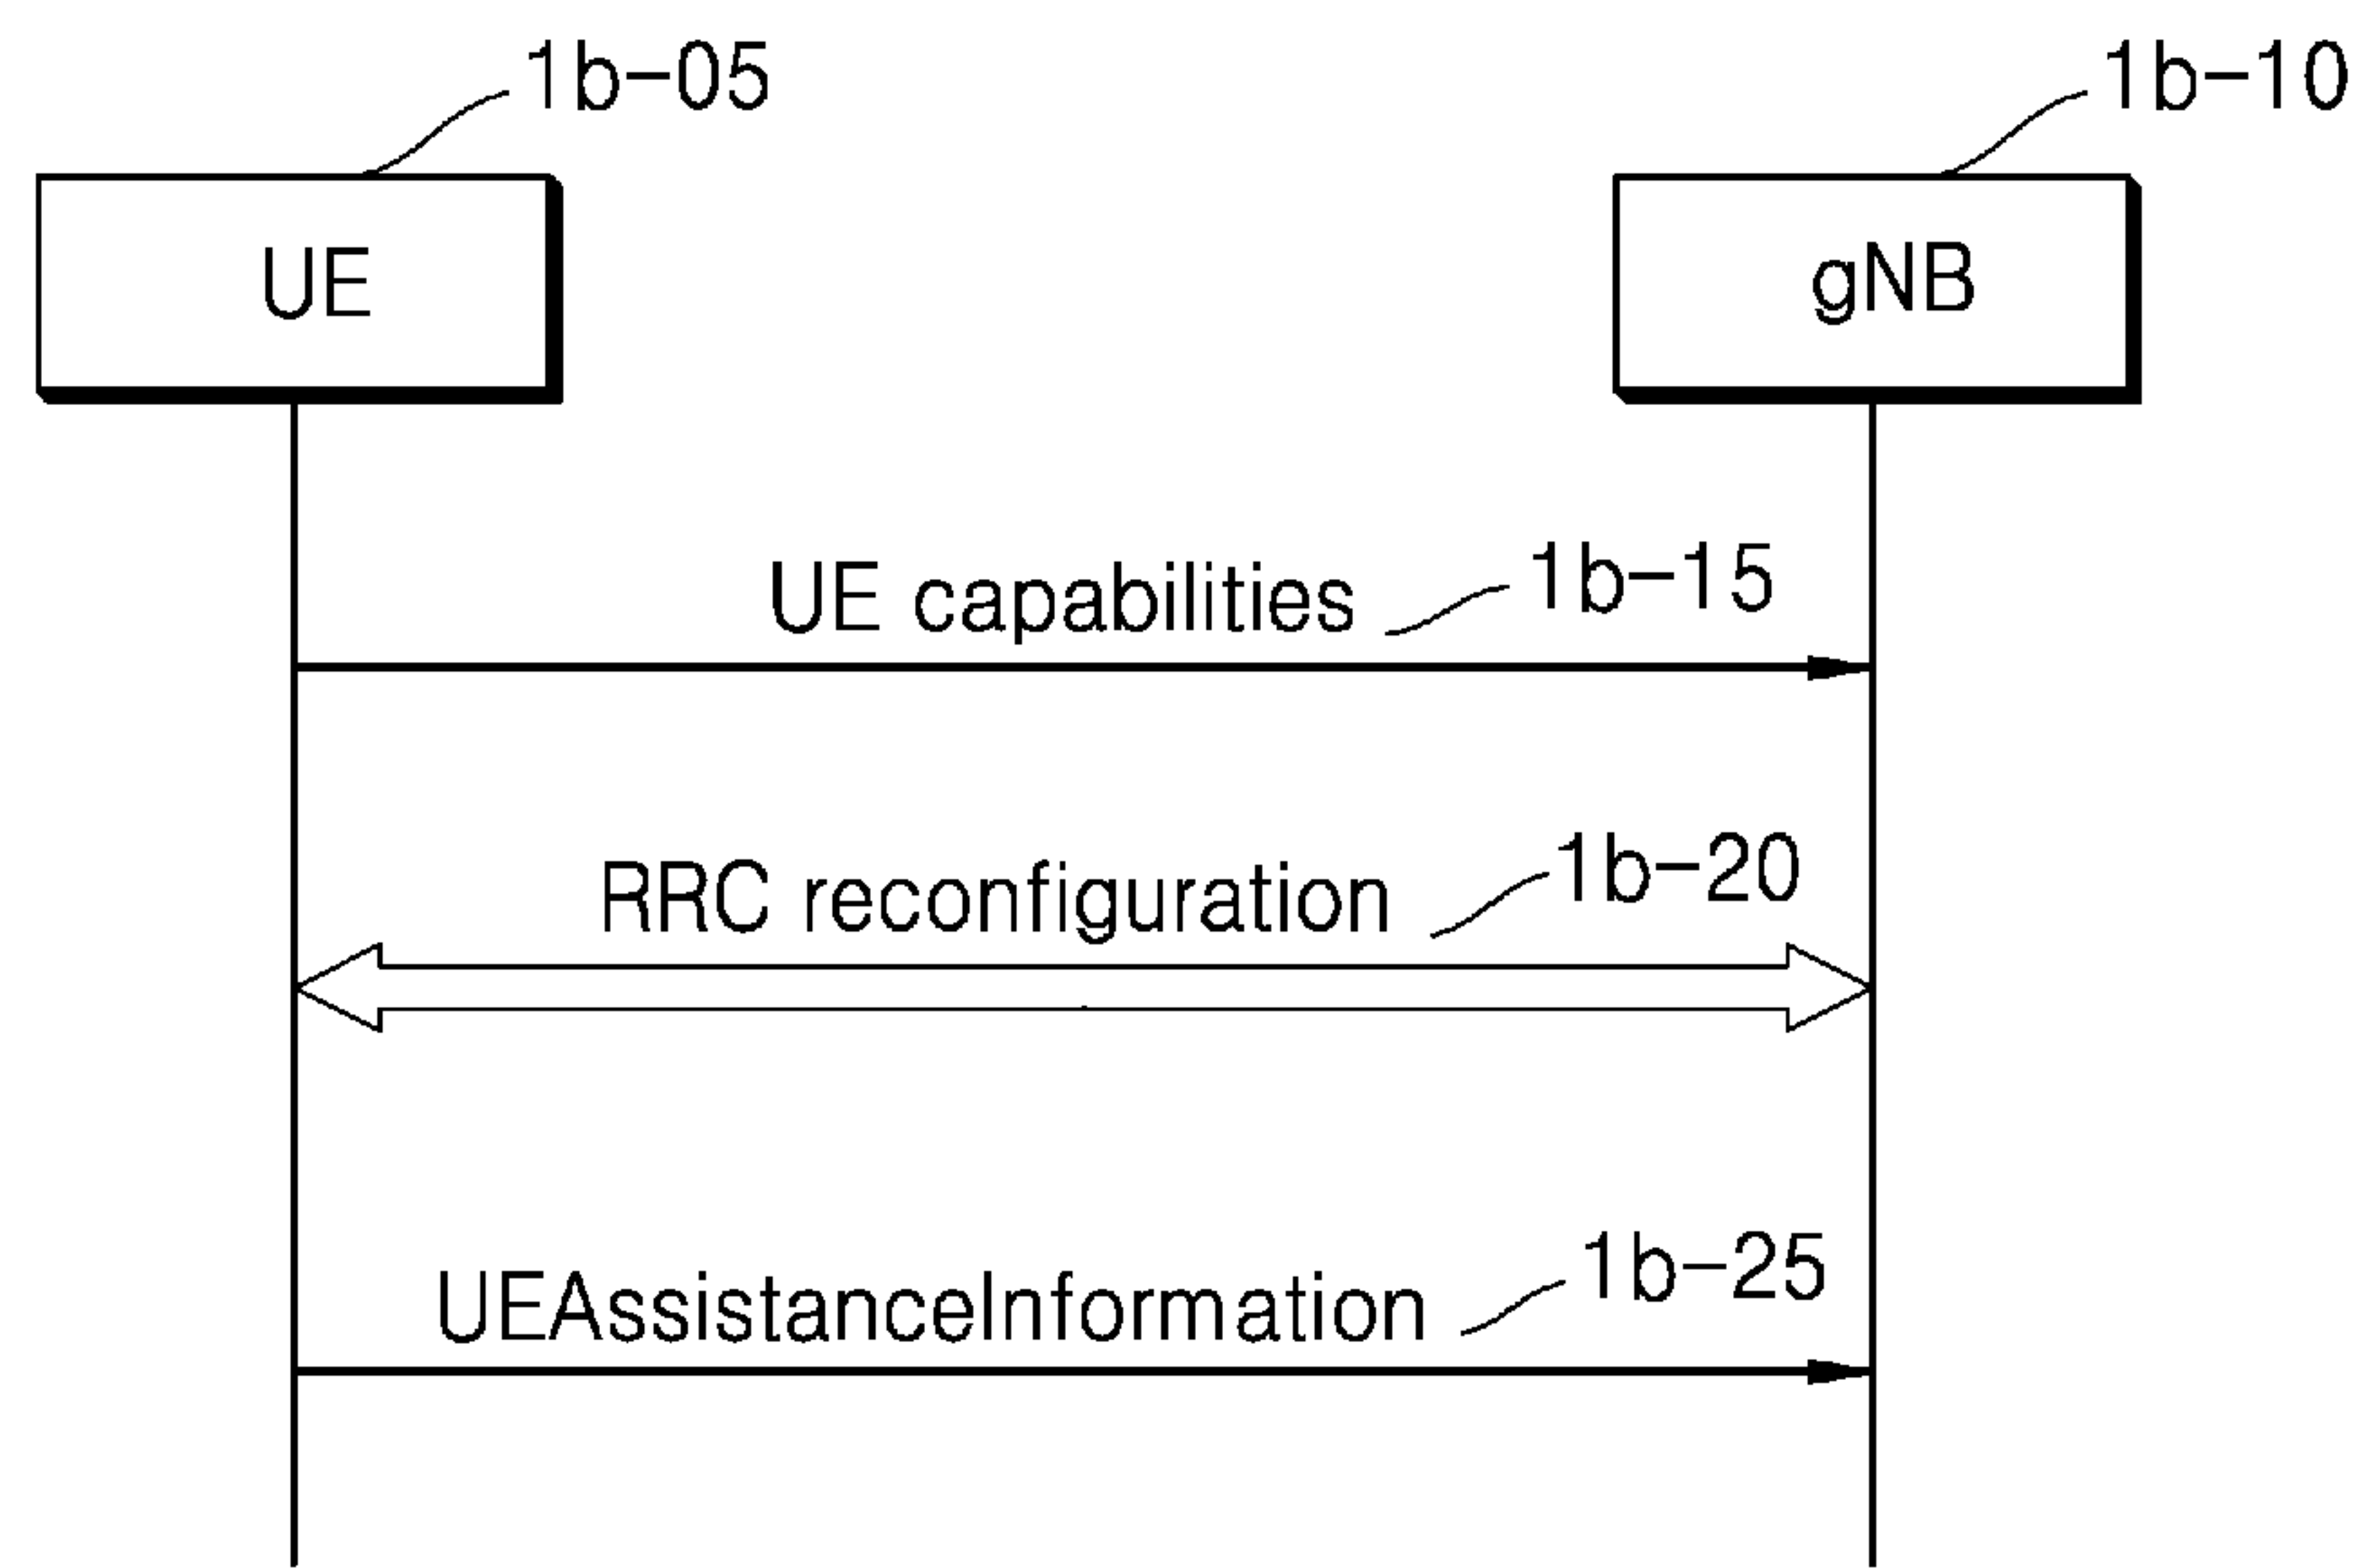 1b-05
1b-10
UE
gNB
UE capabilities
1b-15
RRC reconfiguration
1b-20
UEAssistanceInformation
1b-25